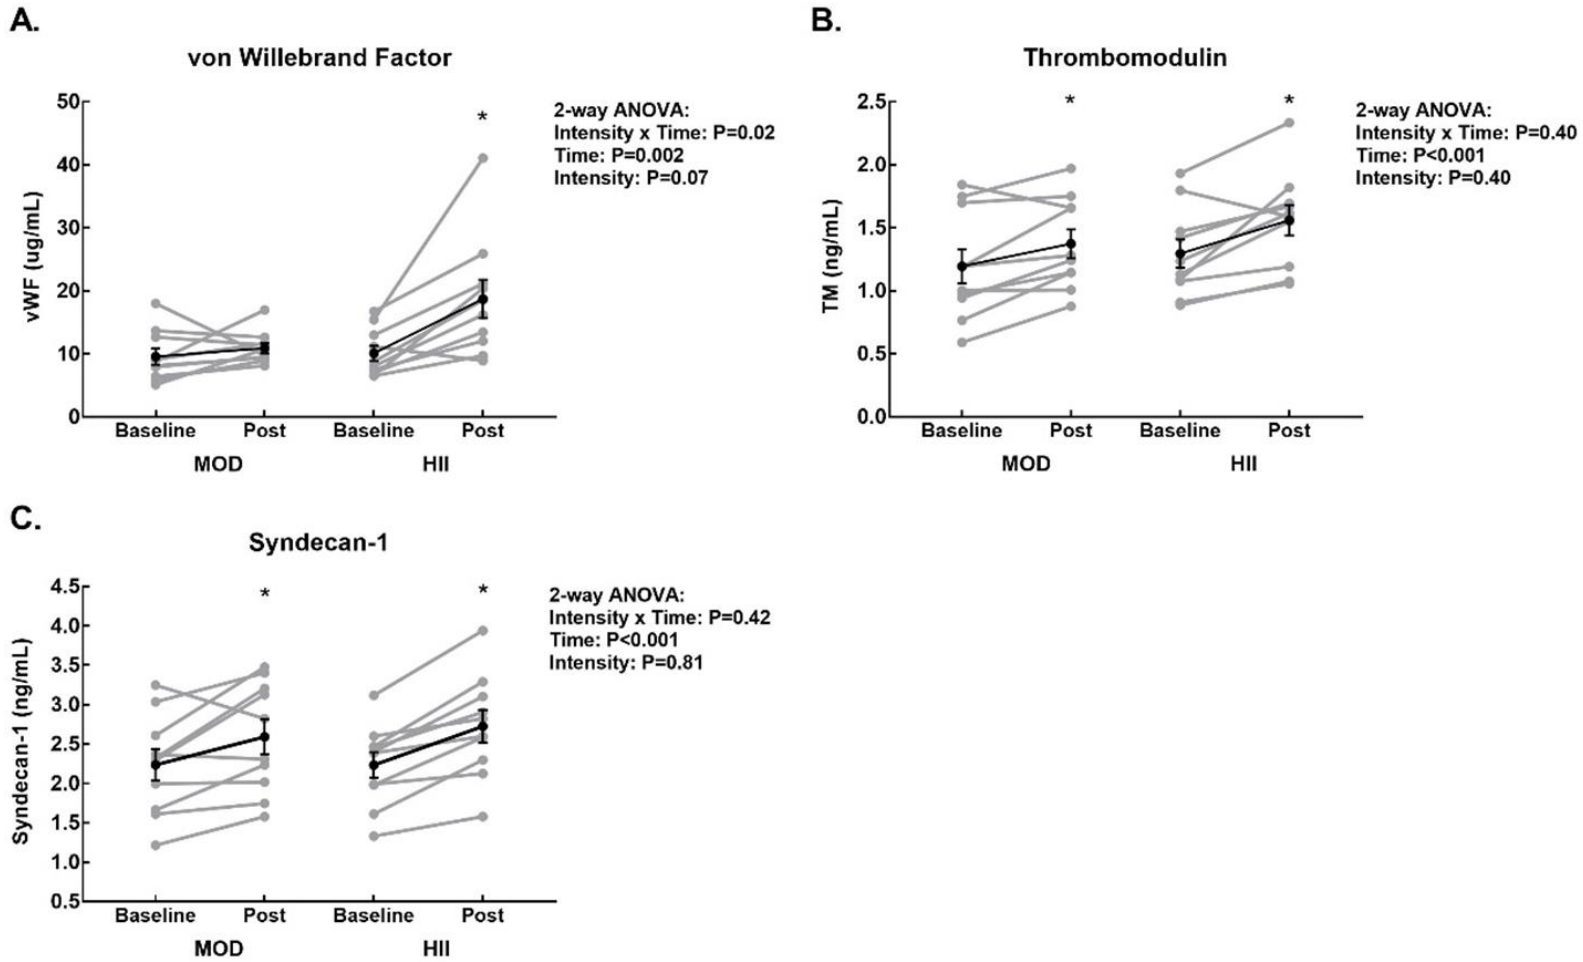 A.
von Willebrand Factor
50
40
30
20
10
0
vWF (ug/mL)
*
2-way ANOVA:
Intensity x Time: P=0.02
Time: P=0.002
Intensity: P=0.07
Baseline Post Baseline Post
MOD HII
B.
Thrombomodulin
2.5
2.0
1.5
1.0
0.5
0.0
TM (ng/mL)
* *
2-way ANOVA:
Intensity x Time: P=0.40
Time: P<0.001
Intensity: P=0.40
Baseline Post Baseline Post
MOD HII
C.
Syndecan-1
4.5
4.0
3.5
3.0
2.5
2.0
1.5
1.0
0.5
Syndecan-1 (ng/mL)
* *
2-way ANOVA:
Intensity x Time: P=0.42
Time: P<0.001
Intensity: P=0.81
Baseline Post Baseline Post
MOD HII